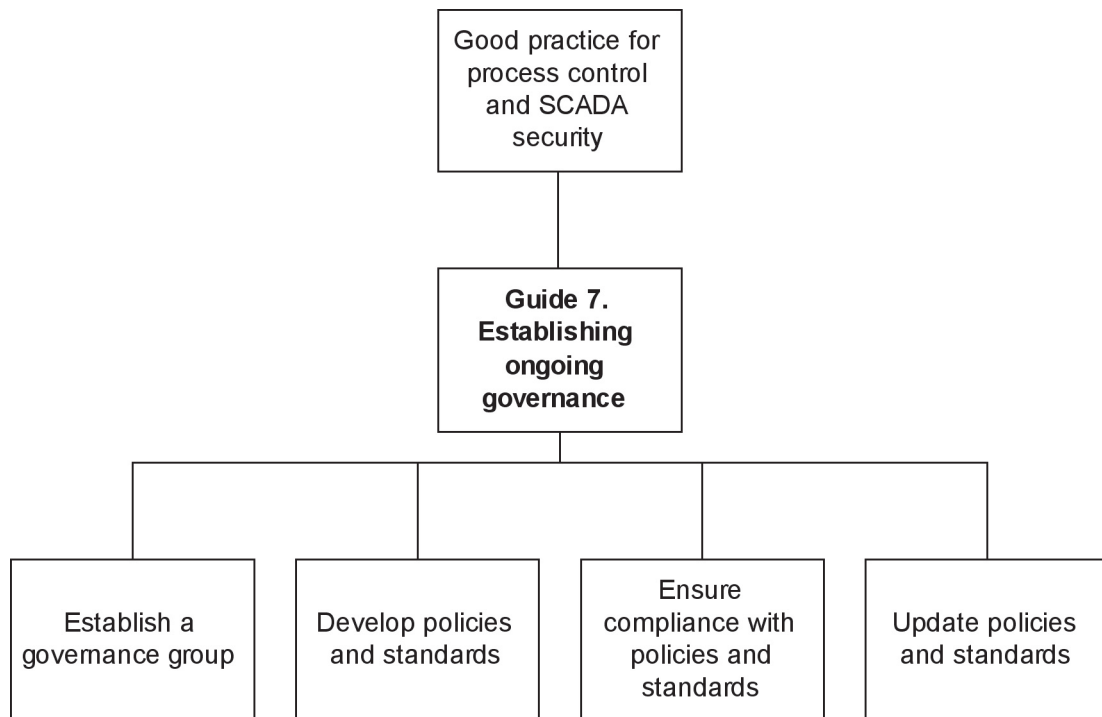 Good practice for
process control
and SCADA
security
Guide 7.
Establishing
ongoing
governance
Establish a
governance group
Develop policies
and standards
Ensure
compliance with
policies and
standards
Update policies
and standards